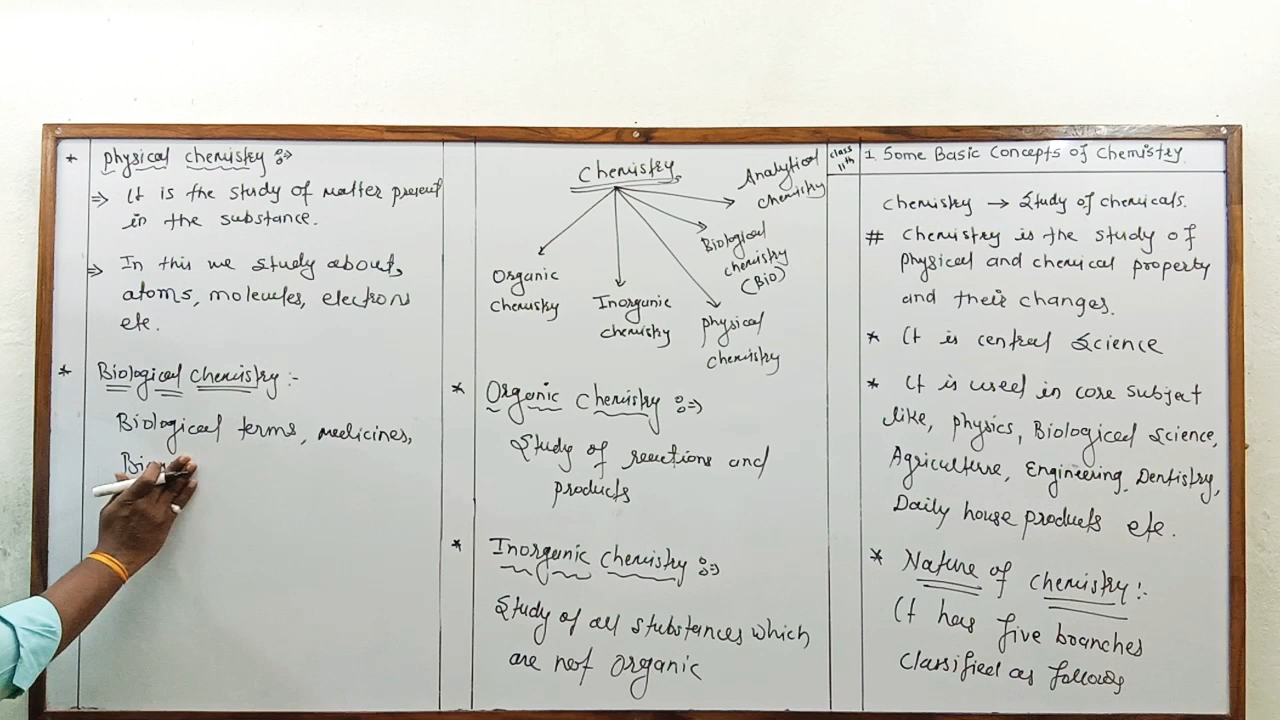 * Physical chemistry :⇒
⇒ It is the study of matter present
in the substance.
⇒ In this we study about,
atoms, molecules, electrons
etc.
* Biological Chemistry :-
Biological terms, medicines,
Chemistry
Analytical
chemistry
Biological
chemistry
(Bio)
Organic
chemistry
Inorganic
chemistry
physical
chemistry
* Organic Chemistry :⇒
Study of reactions and
products
* Inorganic Chemistry :⇒
Study of all substances which
are not organic
class
11th
1. Some Basic Concepts of Chemistry
chemistry → Study of chemicals.
# Chemistry is the study of
physical and chemical property
and their changes.
* It is central Science
* It is used in core subject
like, physics, Biological Science,
Agriculture, Engineering, Dentistry,
Daily house products etc.
* Nature of Chemistry :-
It has five branches
classified as follows